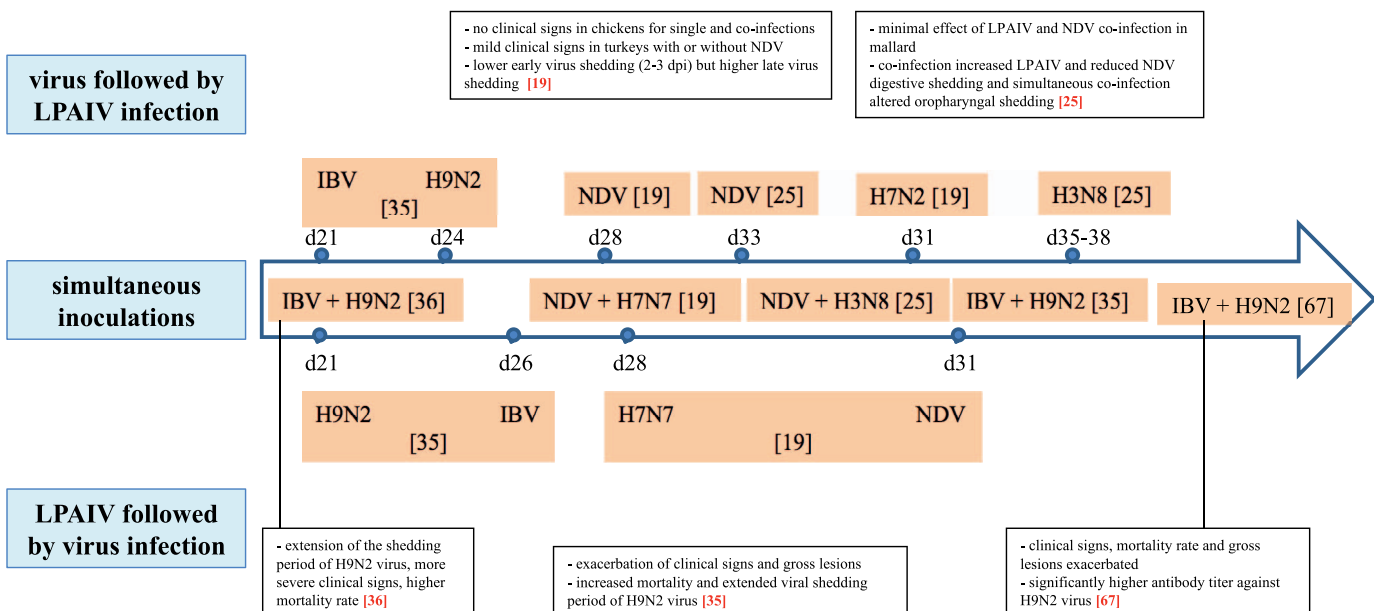 - no clinical signs in chickens for single and co-infections
- mild clinical signs in turkeys with or without NDV
- lower early virus shedding (2-3 dpi) but higher late virus
shedding [19]
- minimal effect of LPAIV and NDV co-infection in
mallard
- co-infection increased LPAIV and reduced NDV
digestive shedding and simultaneous co-infection
altered oropharyngal shedding [25]
virus followed by
LPAIV infection
IBV H9N2
[35]
NDV [19]
NDV [25]
H7N2 [19]
H3N8 [25]
d21
d24
d28
d33
d31
d35-38
simultaneous
inoculations
IBV + H9N2 [36]
NDV + H7N7 [19]
NDV + H3N8 [25]
IBV + H9N2 [35]
IBV + H9N2 [67]
d21
d26
d28
d31
H9N2 IBV
[35]
H7N7 NDV
[19]
LPAIV followed
by virus infection
- extension of the shedding
period of H9N2 virus, more
severe clinical signs, higher
mortality rate [36]
- exacerbation of clinical signs and gross lesions
- increased mortality and extended viral shedding
period of H9N2 virus [35]
- clinical signs, mortality rate and gross
lesions exacerbated
- significantly higher antibody titer against
H9N2 virus [67]